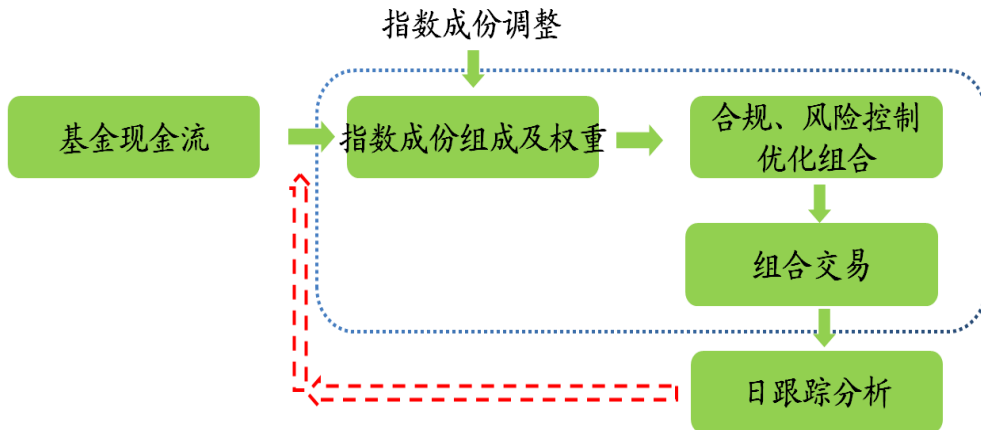 指数成份调整
基金现金流
指数成份组成及权重
合规、风险控制
优化组合
组合交易
日跟踪分析